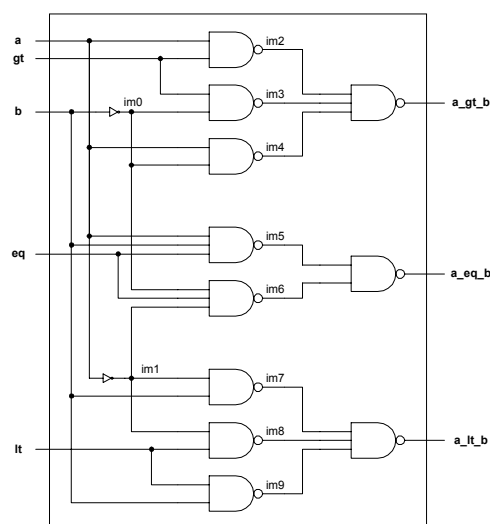 a
gt
im2
b
im0
im3
a_gt_b
im4
im5
eq
a_eq_b
im6
im1
im7
lt
im8
a_lt_b
im9